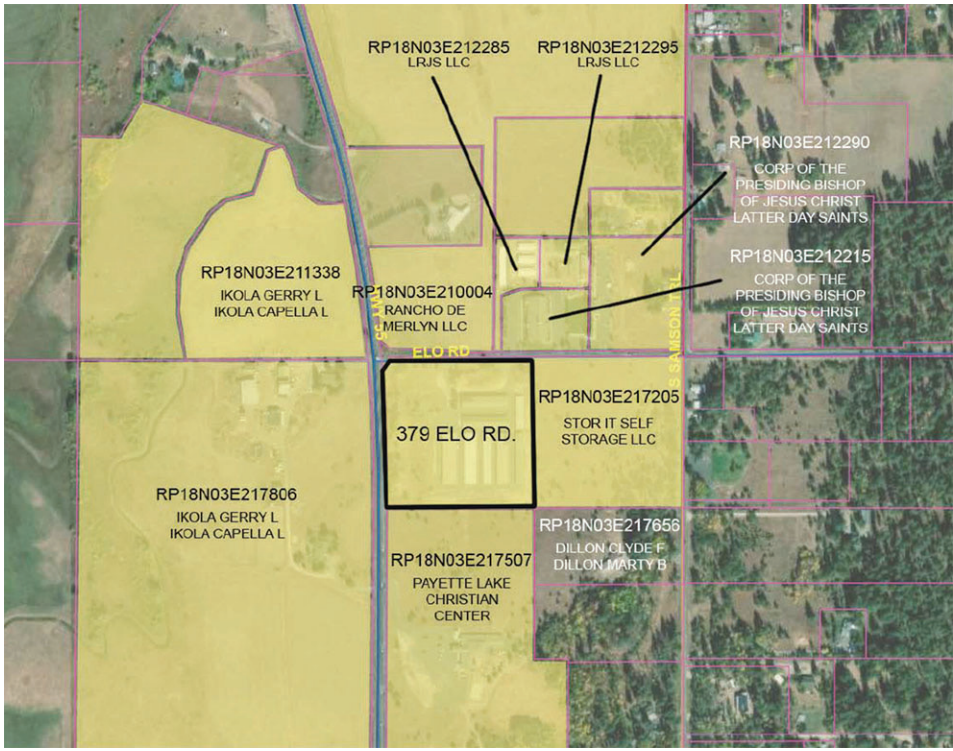 RP18N03E212285
LRJS LLC
RP18N03E212295
LRJS LLC
RP18N03E212290
CORP OF THE
PRESIDING BISHOP
OF JESUS CHRIST
LATTER DAY SAINTS
RP18N03E212215
CORP OF THE
PRESIDING BISHOP
OF JESUS CHRIST
LATTER DAY SAINTS
RP18N03E211338
IKOLA GERRY L
IKOLA CAPELLA L
RP18N03E210004
RANCHO DE
MERLYN LLC
HWY 55
ELO RD
S SAMSON TRL
379 ELO RD.
RP18N03E217205
STOR IT SELF
STORAGE LLC
RP18N03E217806
IKOLA GERRY L
IKOLA CAPELLA L
RP18N03E217656
DILLON CLYDE F
DILLON MARTY B
RP18N03E217507
PAYETTE LAKE
CHRISTIAN
CENTER